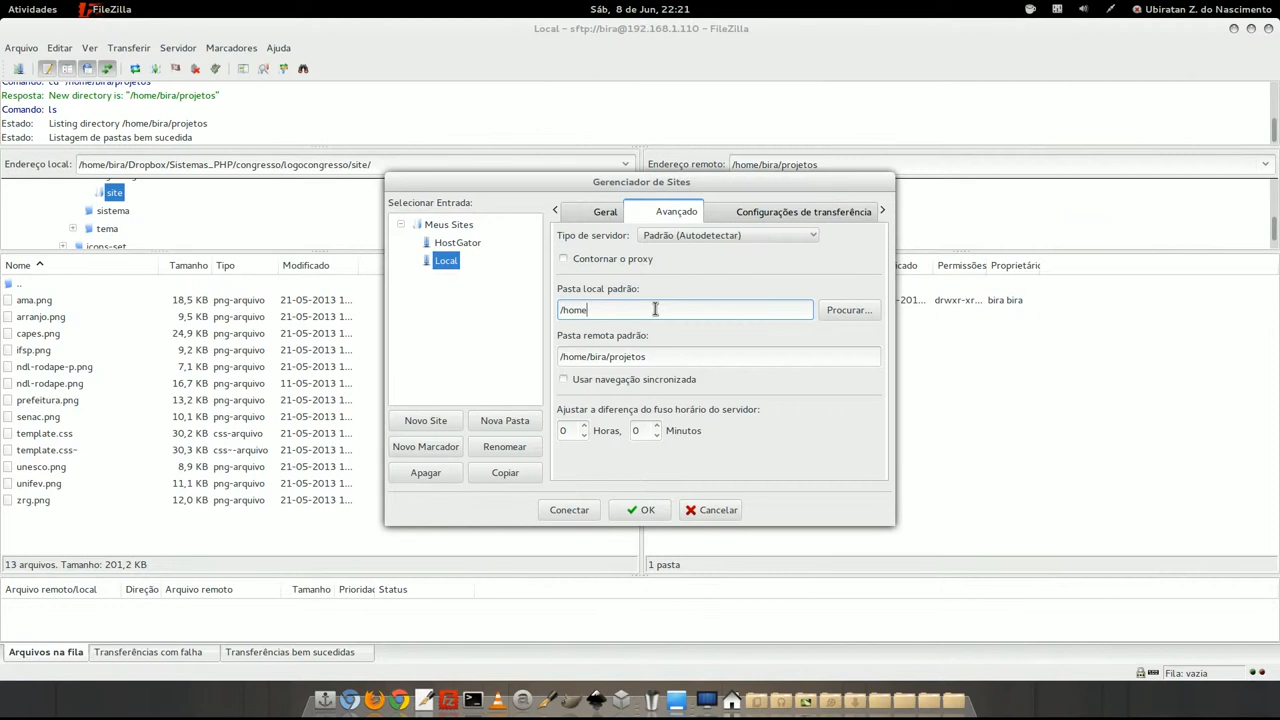 Atividades
FileZilla
Sáb, 8 de Jun, 22:21
Ubiratan Z. do Nascimento
Local - sftp://bira@192.168.1.110 - FileZilla
Arquivo Editar Ver Transferir Servidor Marcadores Ajuda
Comando: cd "/home/bira/projetos"
Resposta: New directory is: "/home/bira/projetos"
Comando: ls
Estado: Listing directory /home/bira/projetos
Estado: Listagem de pastas bem sucedida
Endereço local: /home/bira/Dropbox/Sistemas_PHP/congresso/logocongresso/site/
Endereço remoto: /home/bira/projetos
site
sistema
tema
icons-set
Nome Tamanho Tipo Modificado
..
ama.png 18,5 KB png-arquivo 21-05-2013 1...
arranjo.png 9,5 KB png-arquivo 21-05-2013 1...
capes.png 24,1 KB png-arquivo 21-05-2013 1...
ifsp.png 9,2 KB png-arquivo 21-05-2013 1...
ndl-rodape-p.png 7,1 KB png-arquivo 21-05-2013 1...
ndl-rodape.png 16,7 KB png-arquivo 11-05-2013 1...
prefeitura.png 13,2 KB png-arquivo 21-05-2013 1...
senac.png 10,1 KB png-arquivo 21-05-2013 1...
template.css 30,2 KB css-arquivo 21-05-2013 1...
template.css~ 30,2 KB css~-arquivo 21-05-2013 1...
unesco.png 8,9 KB png-arquivo 21-05-2013 1...
unifev.png 7,1 KB png-arquivo 21-05-2013 1...
zrg.png 12,0 KB png-arquivo 21-05-2013 1...
13 arquivos. Tamanho: 201,2 KB
Gerenciador de Sites
Selecionar Entrada:
Meus Sites
HostGator
Local
Novo Site Nova Pasta
Novo Marcador Renomear
Apagar Copiar
Geral Avançado Configurações de transferência
Tipo de servidor: Padrão (Autodetectar)
Contornar o proxy
Pasta local padrão:
/home Procurar...
Pasta remota padrão:
/home/bira/projetos
Usar navegação sincronizada
Ajustar a diferença do fuso horário do servidor:
0 Horas, 0 Minutos
Conectar OK Cancelar
icado Permissões Proprietário
-201... drwxr-xr... bira bira
1 pasta
Arquivo remoto/local Direção Arquivo remoto Tamanho Prioridac Status
Arquivos na fila Transferências com falha Transferências bem sucedidas
Fila: vazia